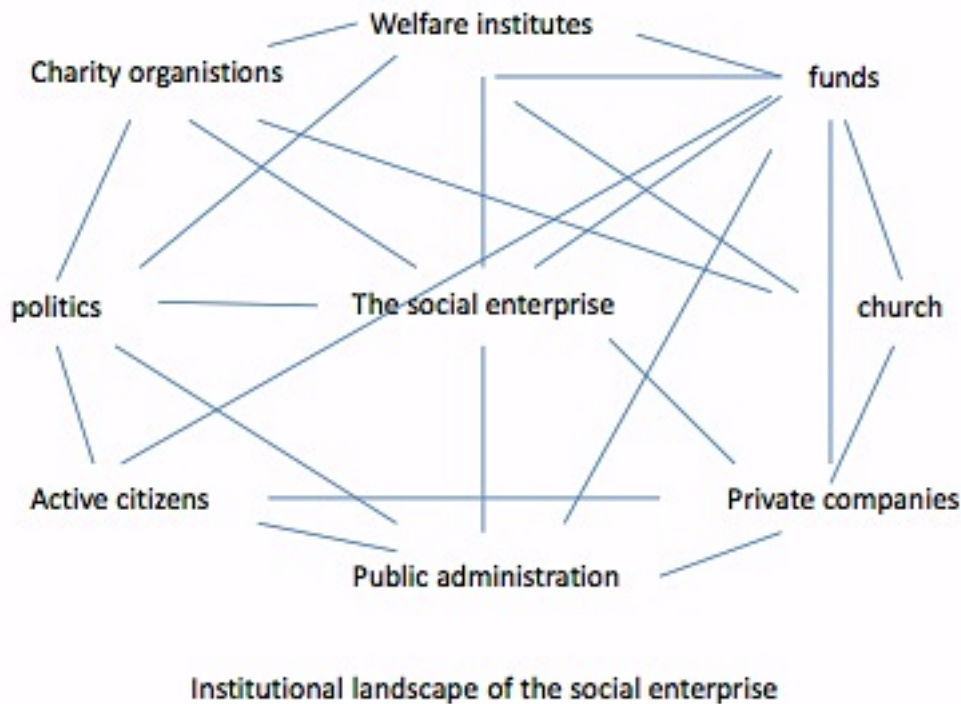 Welfare institutes
Charity organistions
funds
politics
The social enterprise
church
Active citizens
Private companies
Public administration
Institutional landscape of the social enterprise